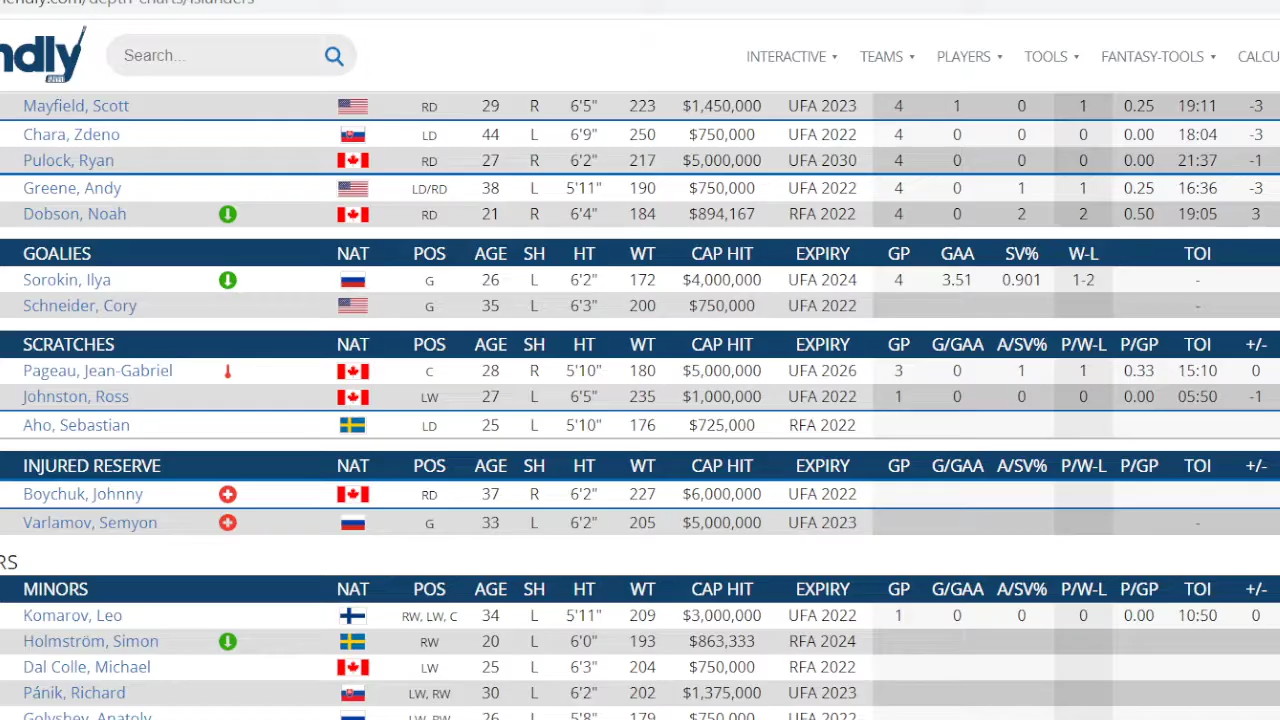 endly.com/depth-charts/islanders
ndly Search... INTERACTIVE TEAMS PLAYERS TOOLS FANTASY-TOOLS CALCU
Mayfield, Scott RD 29 R 6'5" 223 $1,450,000 UFA 2023 4 1 0 1 0.25 19:11 -3
Chara, Zdeno LD 44 L 6'9" 250 $750,000 UFA 2022 4 0 0 0 0.00 18:04 -3
Pulock, Ryan RD 27 R 6'2" 217 $5,000,000 UFA 2030 4 0 0 0 0.00 21:37 -1
Greene, Andy LD/RD 38 L 5'11" 190 $750,000 UFA 2022 4 0 1 1 0.25 16:36 -3
Dobson, Noah RD 21 R 6'4" 184 $894,167 RFA 2022 4 0 2 2 0.50 19:05 3
GOALIES NAT POS AGE SH HT WT CAP HIT EXPIRY GP GAA SV% W-L TOI
Sorokin, Ilya G 26 L 6'2" 172 $4,000,000 UFA 2024 4 3.51 0.901 1-2 -
Schneider, Cory G 35 L 6'3" 200 $750,000 UFA 2022
SCRATCHES NAT POS AGE SH HT WT CAP HIT EXPIRY GP G/GAA A/SV% P/W-L P/GP TOI +/-
Pageau, Jean-Gabriel C 28 R 5'10" 180 $5,000,000 UFA 2026 3 0 1 1 0.33 15:10 0
Johnston, Ross LW 27 L 6'5" 235 $1,000,000 UFA 2022 1 0 0 0 0.00 05:50 -1
Aho, Sebastian LD 25 L 5'10" 176 $725,000 RFA 2022
INJURED RESERVE NAT POS AGE SH HT WT CAP HIT EXPIRY GP G/GAA A/SV% P/W-L P/GP TOI +/-
Boychuk, Johnny RD 37 R 6'2" 227 $6,000,000 UFA 2022
Varlamov, Semyon G 33 L 6'2" 205 $5,000,000 UFA 2023 -
RS
MINORS NAT POS AGE SH HT WT CAP HIT EXPIRY GP G/GAA A/SV% P/W-L P/GP TOI +/-
Komarov, Leo RW, LW, C 34 L 5'11" 209 $3,000,000 UFA 2022 1 0 0 0 0.00 10:50 0
Holmström, Simon RW 20 L 6'0" 193 $863,333 RFA 2024
Dal Colle, Michael LW 25 L 6'3" 204 $750,000 RFA 2022
Pánik, Richard LW, RW 30 L 6'2" 202 $1,375,000 UFA 2023
Golyshev, Anatoly LW, RW 26 L 5'8" 179 $750,000 RFA 2022